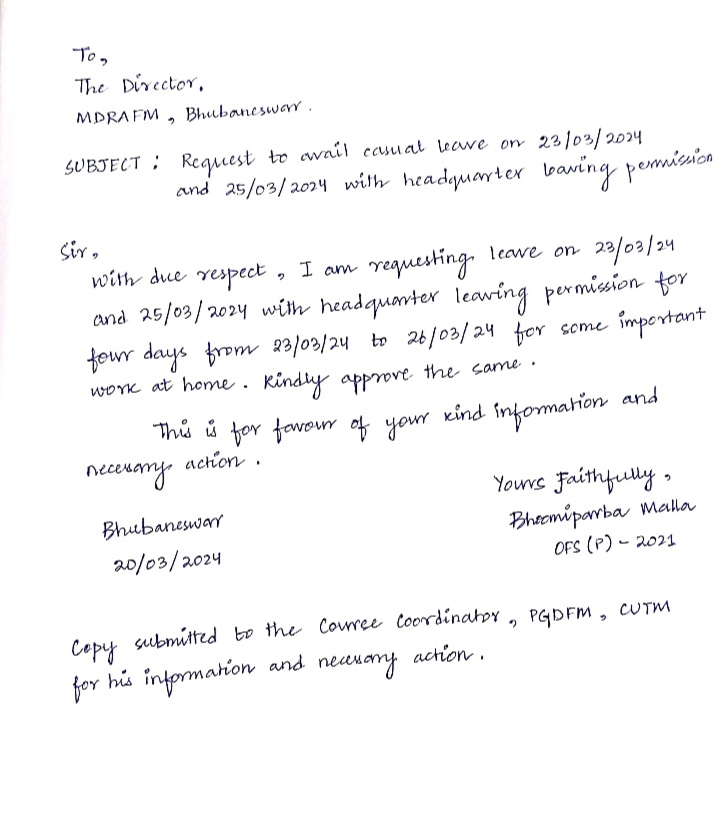 To,
The Director,
MDRAFM, Bhubaneswar.
SUBJECT : Request to avail casual leave on 23/03/2024
and 25/03/2024 with headquarter leaving permission
Sir,
With due respect, I am requesting leave on 23/03/24
and 25/03/2024 with headquarter leaving permission for
four days from 23/03/24 to 26/03/24 for some important
work at home. Kindly approve the same.
This is for favour of your kind information and
necessary action.
Yours Faithfully,
Bhoomiparba Malla
OFS (P) - 2021
Bhubaneswar
20/03/2024
Copy submitted to the Course Coordinator, PGDFM, CUTM
for his information and necessary action.